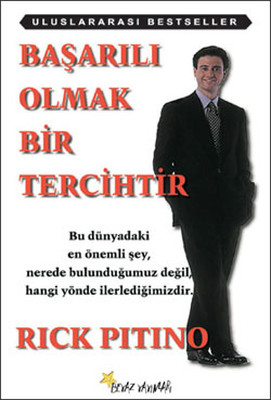 ULUSLARARASI BESTSELLER
BAŞARILI
OLMAK
BİR
TERCİHTİR
Bu dünyadaki
en önemli şey,
nerede bulunduğumuz değil,
hangi yönde ilerlediğimizdir.
RICK PITINO
BEYAZ YAYINLARI